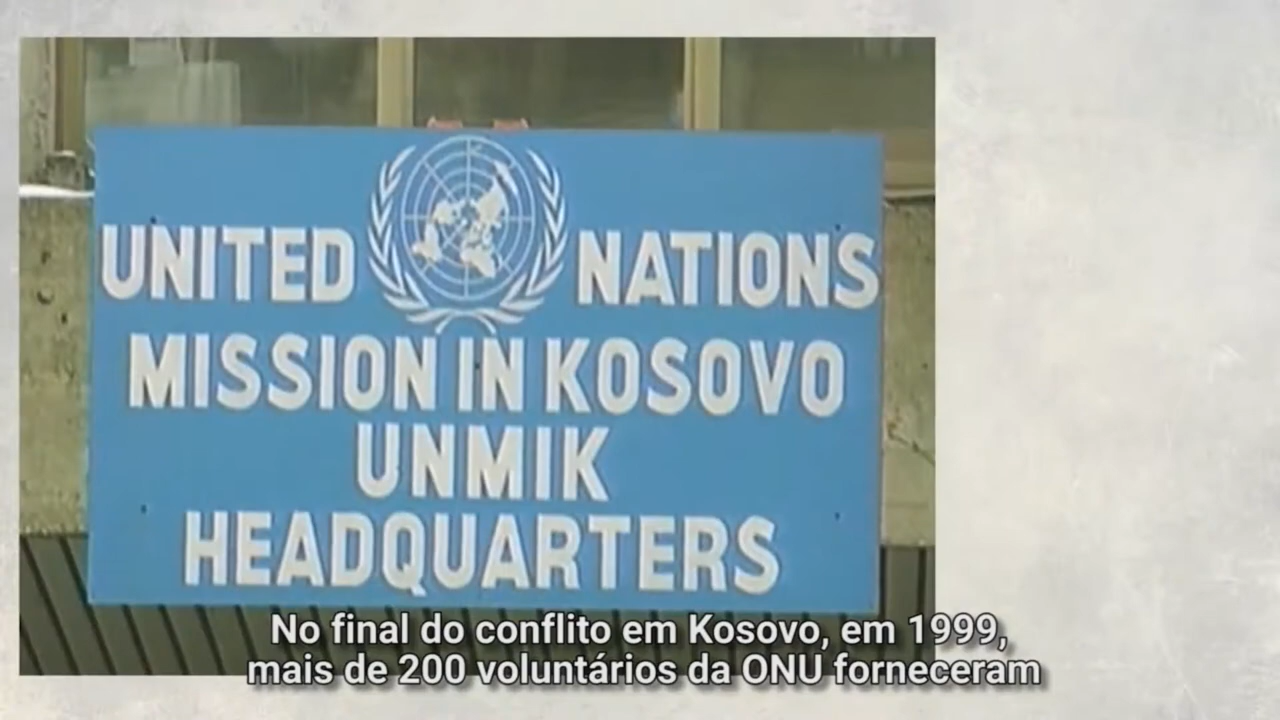 UNITED NATIONS
MISSION IN KOSOVO
UNMIK
HEADQUARTERS
No final do conflito em Kosovo, em 1999,
mais de 200 voluntários da ONU forneceram